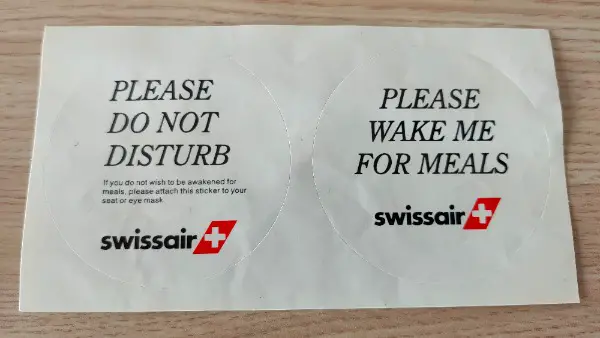 PLEASE
DO NOT
DISTURB
If you do not wish to be awakened for
meals, please attach this sticker to your
seat or eye mask.
swissair
PLEASE
WAKE ME
FOR MEALS
swissair